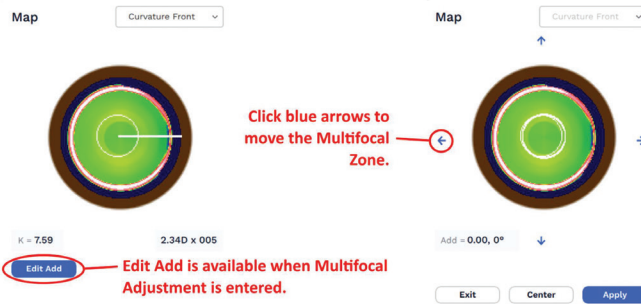 Map
Curvature Front
K = 7.59
2.34D x 005
Edit Add
Edit Add is available when Multifocal
Adjustment is entered.
Click blue arrows to
move the Multifocal
Zone.
Map
Curvature Front
Add = 0.00, 0°
Exit
Center
Apply